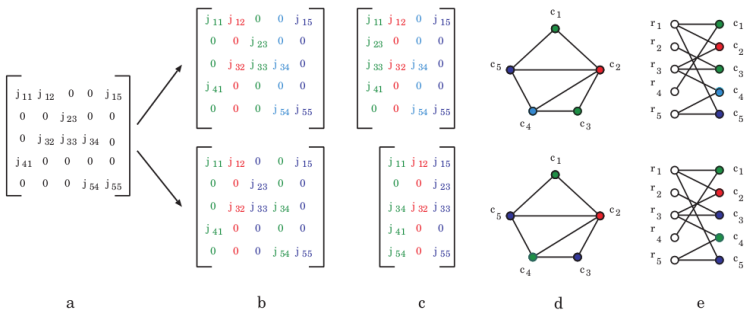 j11 j12 0 0 j15
0 0 j23 0 0
0 j32 j33 j34 0
j41 0 0 0 0
0 0 0 j54 j55
j11 j12 0 0 j15
0 0 j23 0 0
0 j32 j33 j34 0
j41 0 0 0 0
0 0 0 j54 j55
j11 j12 0 j15
j23 0 0 0
j33 j32 j34 0
j41 0 0 0
0 0 j54 j55
c1
c5 c2
c4 c3
r1 c1
r2 c2
r3 c3
r4 c4
r5 c5
j11 j12 0 0 j15
0 0 j23 0 0
0 j32 j33 j34 0
j41 0 0 0 0
0 0 0 j54 j55
j11 j12 j15
0 0 j23
j34 j32 j33
j41 0 0
j54 0 j55
c1
c5 c2
c4 c3
r1 c1
r2 c2
r3 c3
r4 c4
r5 c5
a b c d e